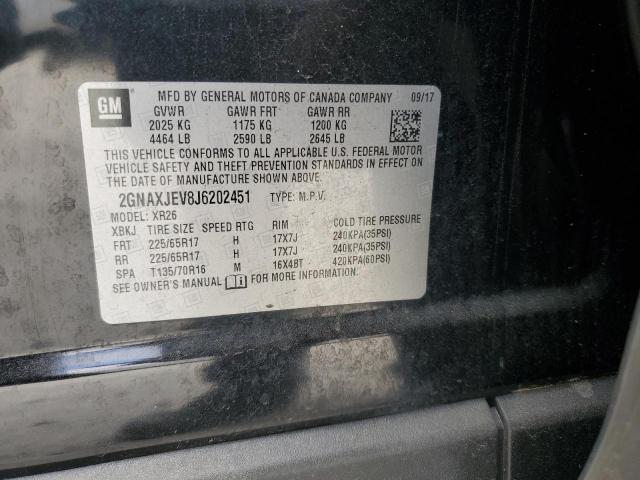 GM
MFD BY GENERAL MOTORS OF CANADA COMPANY 09/17
GVWR GAWR FRT GAWR RR
2025 KG 1175 KG 1200 KG
4464 LB 2590 LB 2645 LB
THIS VEHICLE CONFORMS TO ALL APPLICABLE U.S. FEDERAL MOTOR
VEHICLE SAFETY AND THEFT PREVENTION STANDARDS IN EFFECT ON
THE DATE OF MANUFACTURE SHOWN ABOVE.
2GNAXJEV8J6202451 TYPE: M.P.V.
MODEL: XR26
XBKJ TIRE SIZE SPEED RTG RIM COLD TIRE PRESSURE
FRT 225/65R17 H 17X7J 240KPA(35PSI)
RR 225/65R17 H 17X7J 240KPA(35PSI)
SPA T135/70R16 M 16X4BT 420KPA(60PSI)
SEE OWNER'S MANUAL FOR MORE INFORMATION.